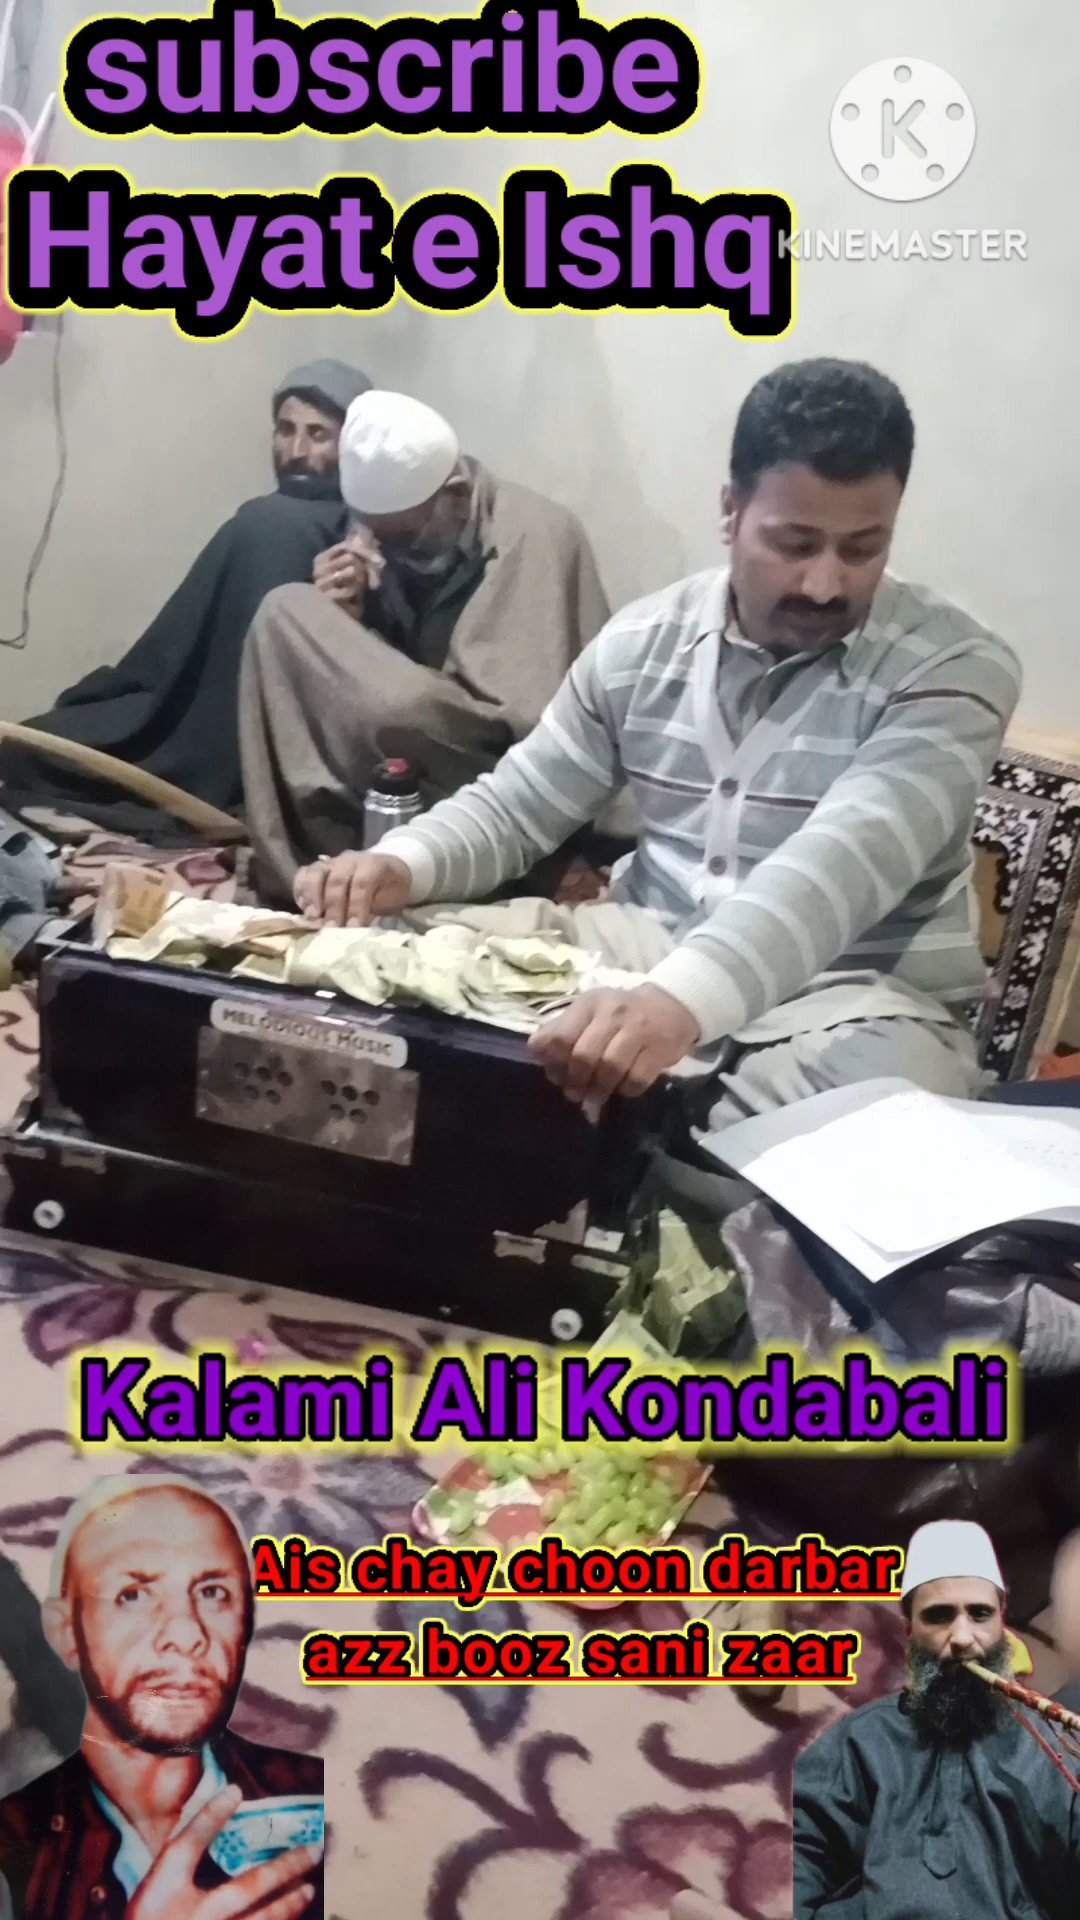 subscribe
Hayat e Ishq
K
KINEMASTER
MELODIOUS MUSIC
Kalami Ali Kondabali
Ais chay choon darbar
azz booz sani zaar